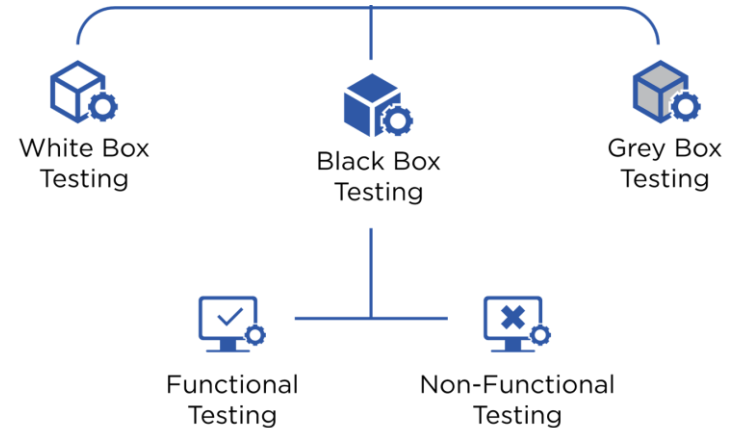 White Box
Testing
Black Box
Testing
Grey Box
Testing
Functional
Testing
Non-Functional
Testing